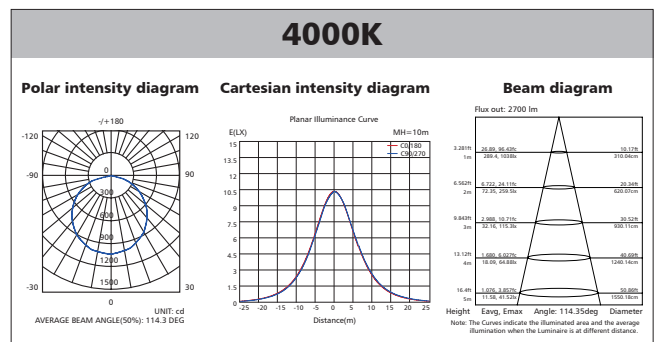 4000K
Polar intensity diagram
-/+180
-120
120
-90
90
0
300
600
900
1200
1500
-30
30
0
UNIT: cd
AVERAGE BEAM ANGLE(50%): 114.3 DEG
Cartesian intensity diagram
Planar Illuminance Curve
E(LX)
MH=10m
C0/180
C90/270
15
13.5
12
10.5
9
7.5
6
4.5
3
1.5
0
-25 -20 -15 -10 -5 0 5 10 15 20 25
Distance(m)
Beam diagram
Flux out: 2700 lm
3.281ft 26.89, 96.43fc 10.17ft
1m 289.4, 1038lx 310.04cm
6.562ft 6.722, 24.11fc 20.34ft
2m 72.35, 259.5lx 620.07cm
9.843ft 2.988, 10.71fc 30.52ft
3m 32.16, 115.3lx 930.11cm
13.12ft 1.680, 6.027fc 40.69ft
4m 18.09, 64.88lx 1240.14cm
16.4ft 1.076, 3.857fc 50.86ft
5m 11.58, 41.52lx 1550.18cm
Height Eavg, Emax Angle: 114.35deg Diameter
Note: The Curves indicate the illuminated area and the average
illumination when the Luminaire is at different distance.